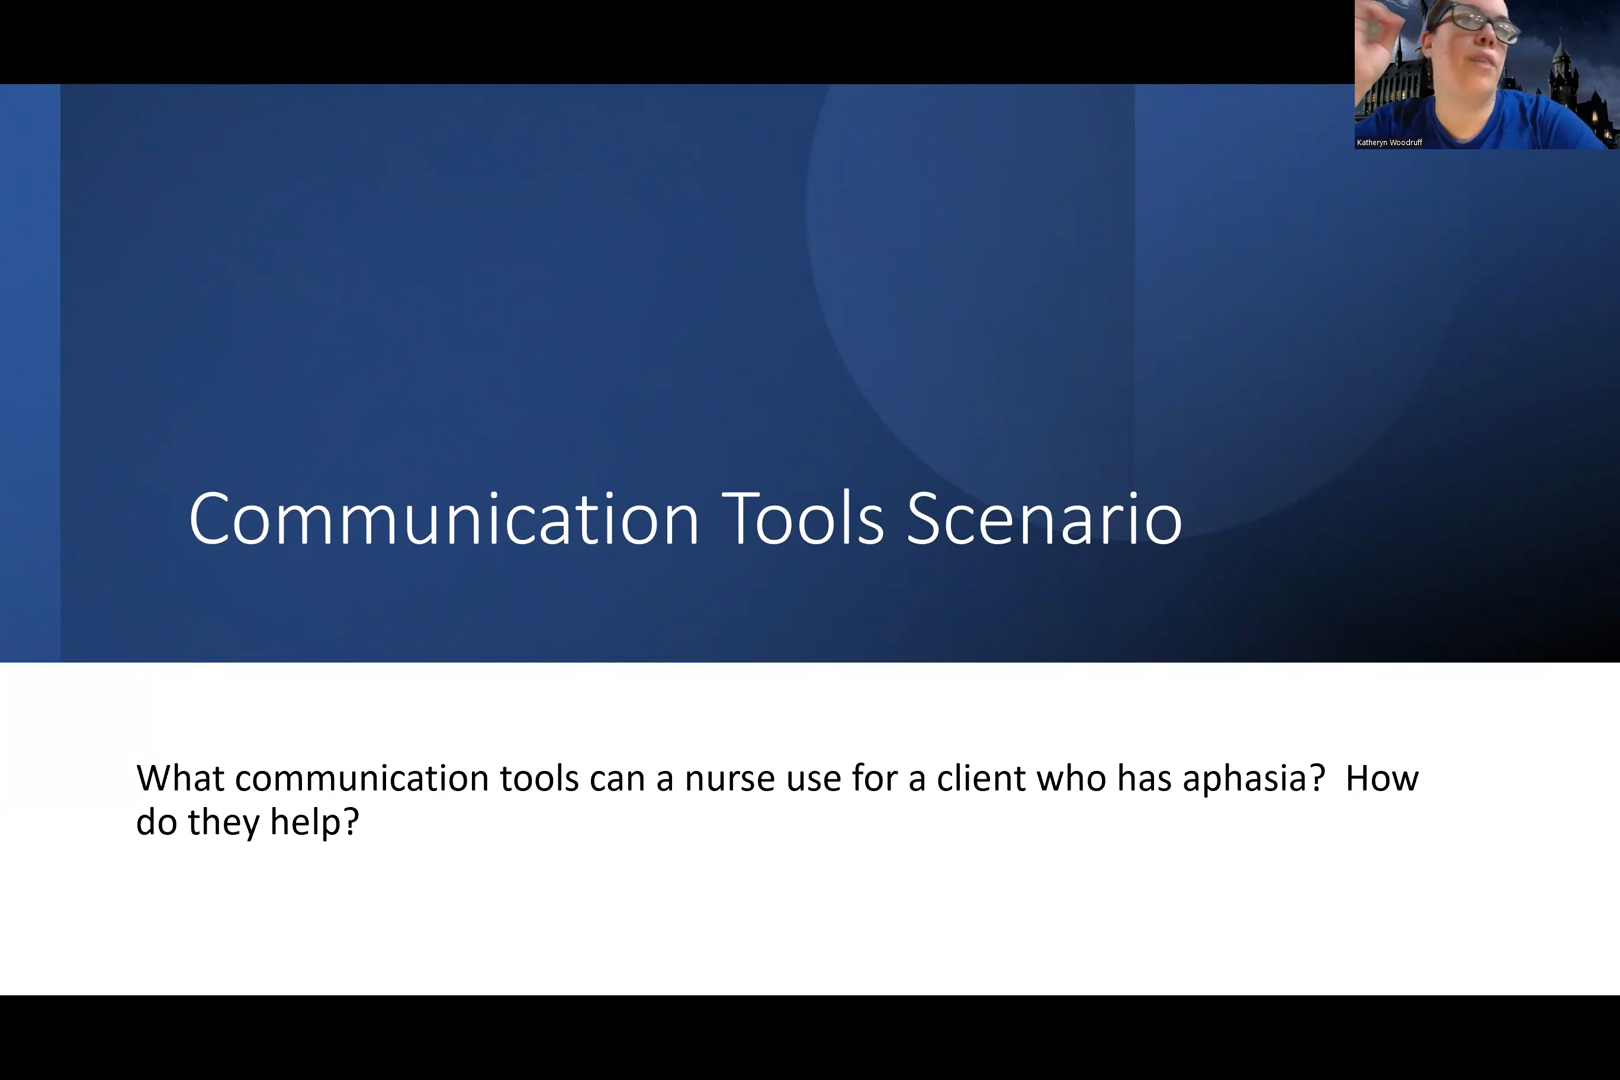 Katheryn Woodruff
Communication Tools Scenario
What communication tools can a nurse use for a client who has aphasia?  How
do they help?